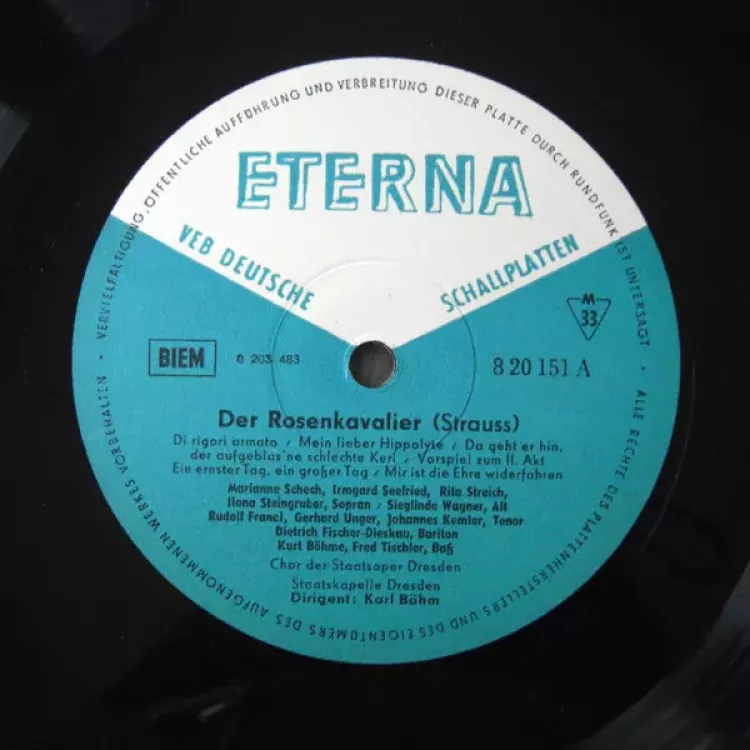 ALLE RECHTE DES PLATTENHERSTELLERS UND DES EIGENTÜMERS DES AUFGENOMMENEN WERKES VORBEHALTEN • VERVIELFÄLTIGUNG, ÖFFENTLICHE AUFFÜHRUNG UND VERBREITUNG DIESER PLATTE DURCH RUNDFUNK IST UNTERSAGT •
ETERNA
VEB DEUTSCHE SCHALLPLATTEN
M
33
BIEM 0 203 483 8 20 151 A
Der Rosenkavalier (Strauss)
Di rigori armato / Mein lieber Hippolyte / Da geht er hin,
der aufgeblas'ne schlechte Kerl / Vorspiel zum II. Akt
Ein ernster Tag, ein großer Tag / Mir ist die Ehre widerfahren
Marianne Schech, Irmgard Seefried, Rita Streich,
Ilona Steingruber, Sopran / Sieglinde Wagner, Alt
Rudolf Francl, Gerhard Unger, Johannes Kemter, Tenor
Dietrich Fischer-Dieskau, Bariton
Kurt Böhme, Fred Tischler, Baß
Chor der Staatsoper Dresden
Staatskapelle Dresden
Dirigent: Karl Böhm